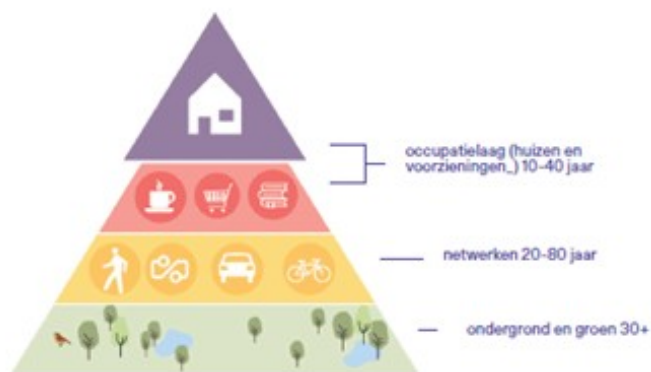 occupatielaag (huizen en
voorzieningen_) 10-40 jaar
netwerken 20-80 jaar
ondergrond en groen 30+